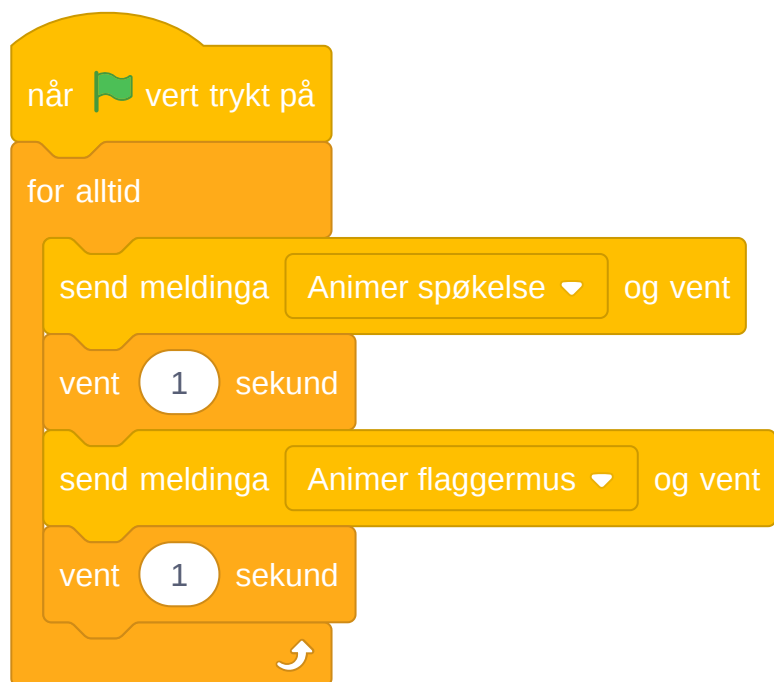 når vert trykt på
for alltid
send meldinga Animer spøkelse og vent
vent 1 sekund
send meldinga Animer flaggermus og vent
vent 1 sekund